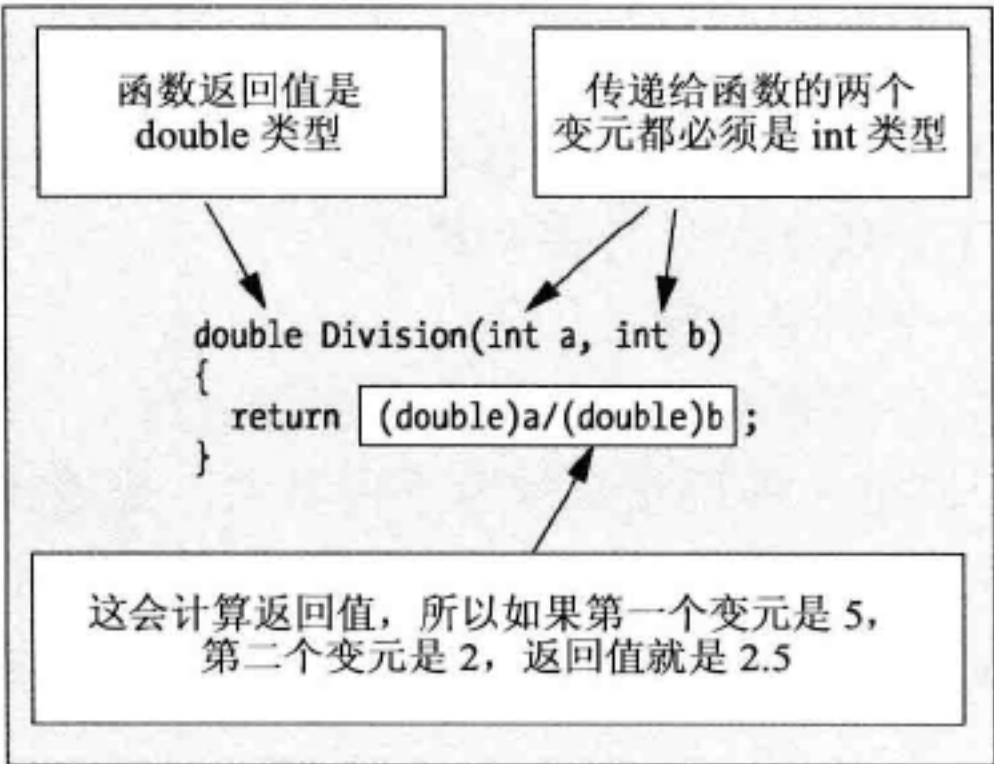 函数返回值是
double 类型
传递给函数的两个
变元都必须是 int 类型
double Division(int a, int b)
{
return (double)a/(double)b ;
}
这会计算返回值，所以如果第一个变元是 5，
第二个变元是 2，返回值就是 2.5